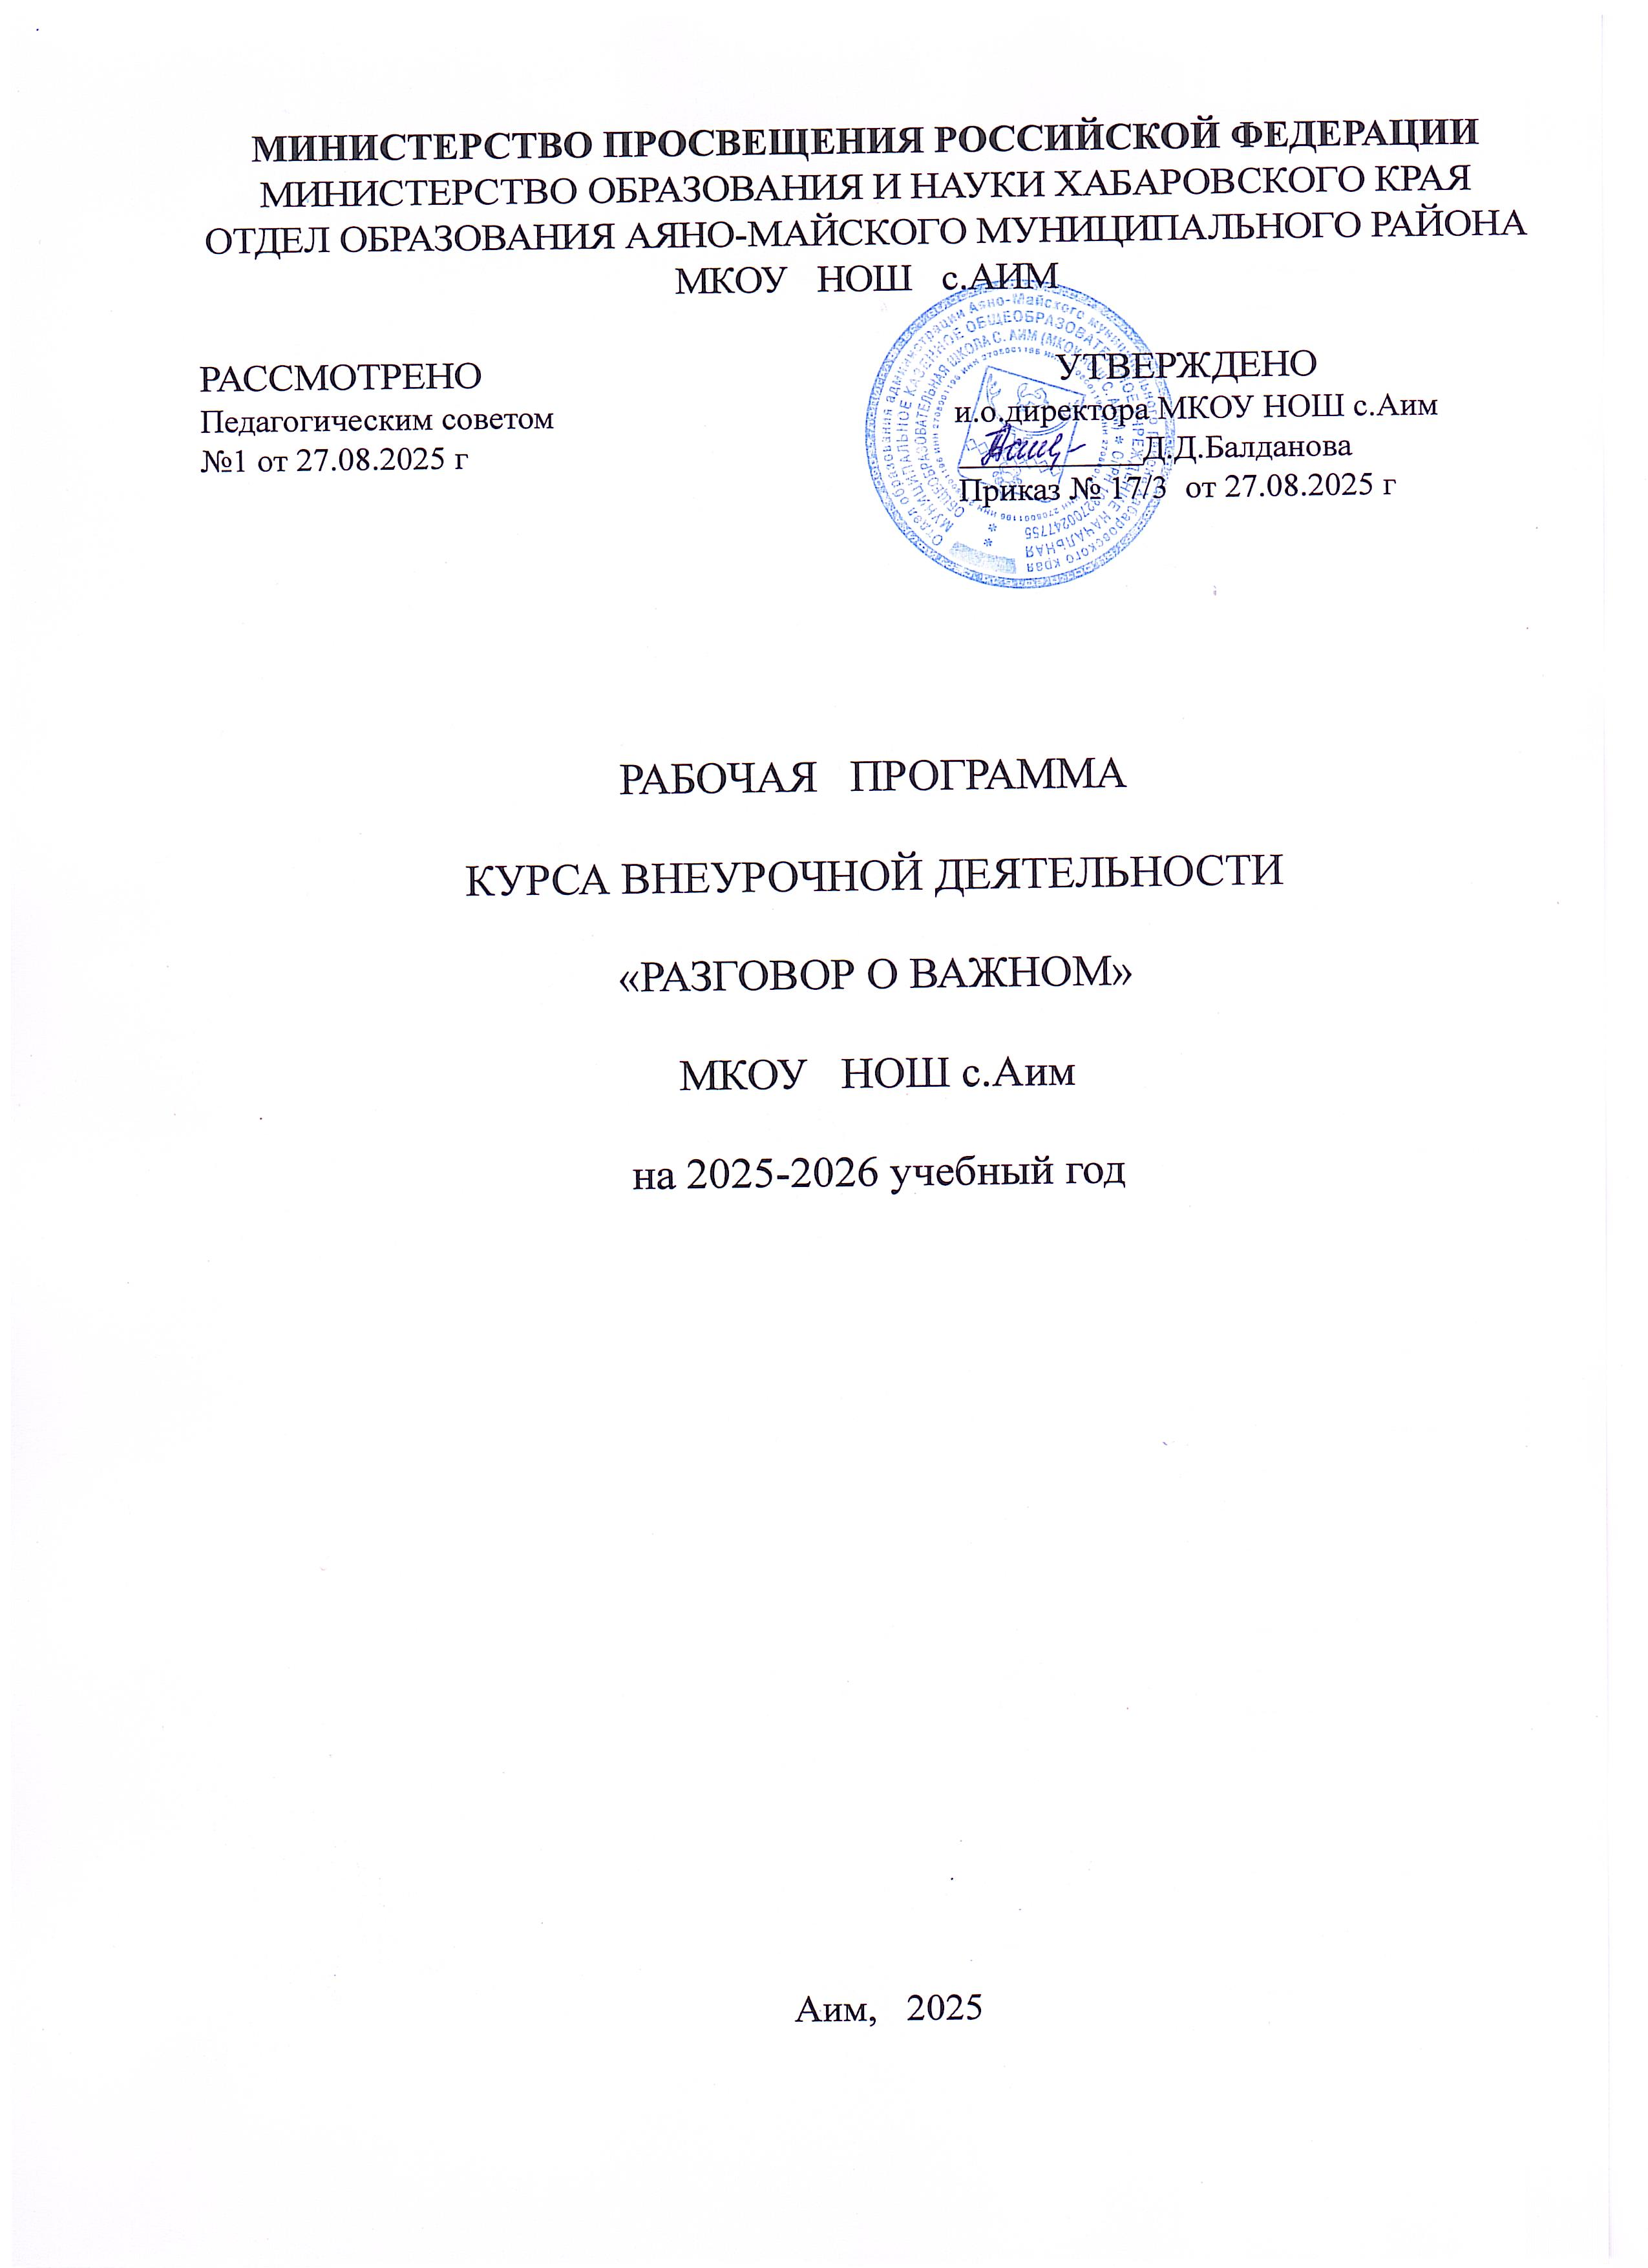 МИНИСТЕРСТВО ПРОСВЕЩЕНИЯ РОССИЙСКОЙ ФЕДЕРАЦИИ
МИНИСТЕРСТВО ОБРАЗОВАНИЯ И НАУКИ ХАБАРОВСКОГО КРАЯ
ОТДЕЛ ОБРАЗОВАНИЯ АЯНО-МАЙСКОГО МУНИЦИПАЛЬНОГО РАЙОНА
МКОУ НОШ с.АИМ
РАССМОТРЕНО
Педагогическим советом
№1 от 27.08.2025 г
УТВЕРЖДЕНО
и.о.директора МКОУ НОШ с.Аим
Д.Д.Балданова
Приказ № 17/3 от 27.08.2025 г
РАБОЧАЯ ПРОГРАММА
КУРСА ВНЕУРОЧНОЙ ДЕЯТЕЛЬНОСТИ
«РАЗГОВОР О ВАЖНОМ»
МКОУ НОШ с.Аим
на 2025-2026 учебный год
Аим, 2025